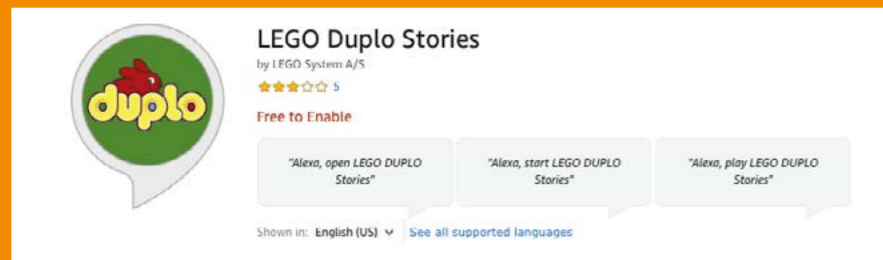 duplo
LEGO Duplo Stories
by LEGO System A/S
5
Free to Enable
"Alexa, open LEGO DUPLO
Stories"
"Alexa, start LEGO DUPLO
Stories"
"Alexa, play LEGO DUPLO
Stories"
Shown in: English (US) See all supported languages